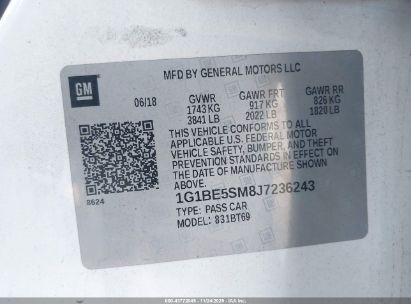 MFD BY GENERAL MOTORS LLC
GM
06/18
GVWR GAWR FRT GAWR RR
1743 KG 917 KG 826 KG
3841 LB 2022 LB 1820 LB
THIS VEHICLE CONFORMS TO ALL
APPLICABLE U.S. FEDERAL MOTOR
VEHICLE SAFETY, BUMPER, AND THEFT
PREVENTION STANDARDS IN EFFECT ON
THE DATE OF MANUFACTURE SHOWN
ABOVE.
8624
1G1BE5SM8J7236243
TYPE: PASS CAR
MODEL: 831BT69